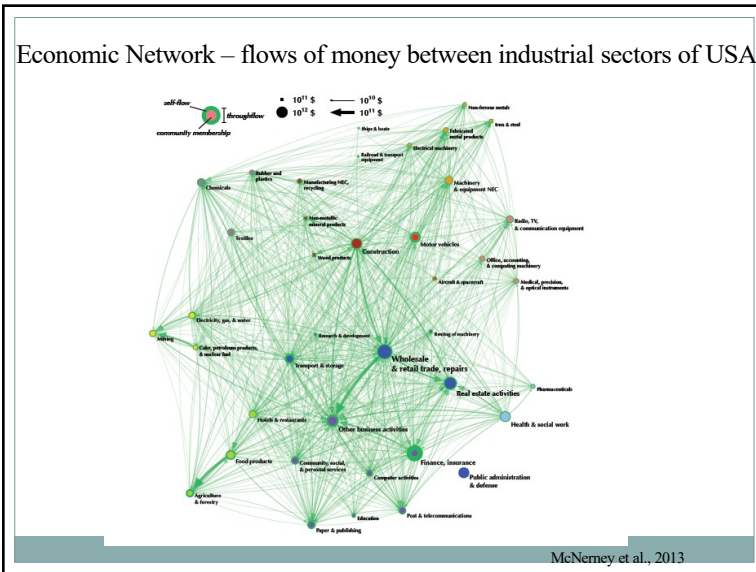 Economic Network – flows of money between industrial sectors of USA
self-flow
throughflow
community membership
10¹¹ $
10¹⁰ $
10¹² $
10¹¹ $
Non-ferrous metals
Iron & steel
Ships & boats
Fabricated
metal products
Electrical machinery
Railroad & transport
equipment
Rubber and
plastics
Chemicals
Manufacturing NEC,
recycling
Machinery
& equipment NEC
Non-metallic
mineral products
Radio, TV,
& communication equipment
Textiles
Motor vehicles
Construction
Wood products
Office, accounting,
& computing machinery
Aircraft & spacecraft
Medical, precision,
& optical instruments
Electricity, gas, & water
Mining
Research & development
Renting of machinery
Coke, petroleum products,
& nuclear fuel
Transport & storage
Wholesale
& retail trade, repairs
Real estate activities
Pharmaceuticals
Hotels & restaurants
Other business activities
Health & social work
Food products
Community, social,
& personal services
Finance, insurance
Computer activities
Public administration
& defense
Agriculture
& forestry
Education
Post & telecommunications
Paper & publishing
McNerney et al., 2013